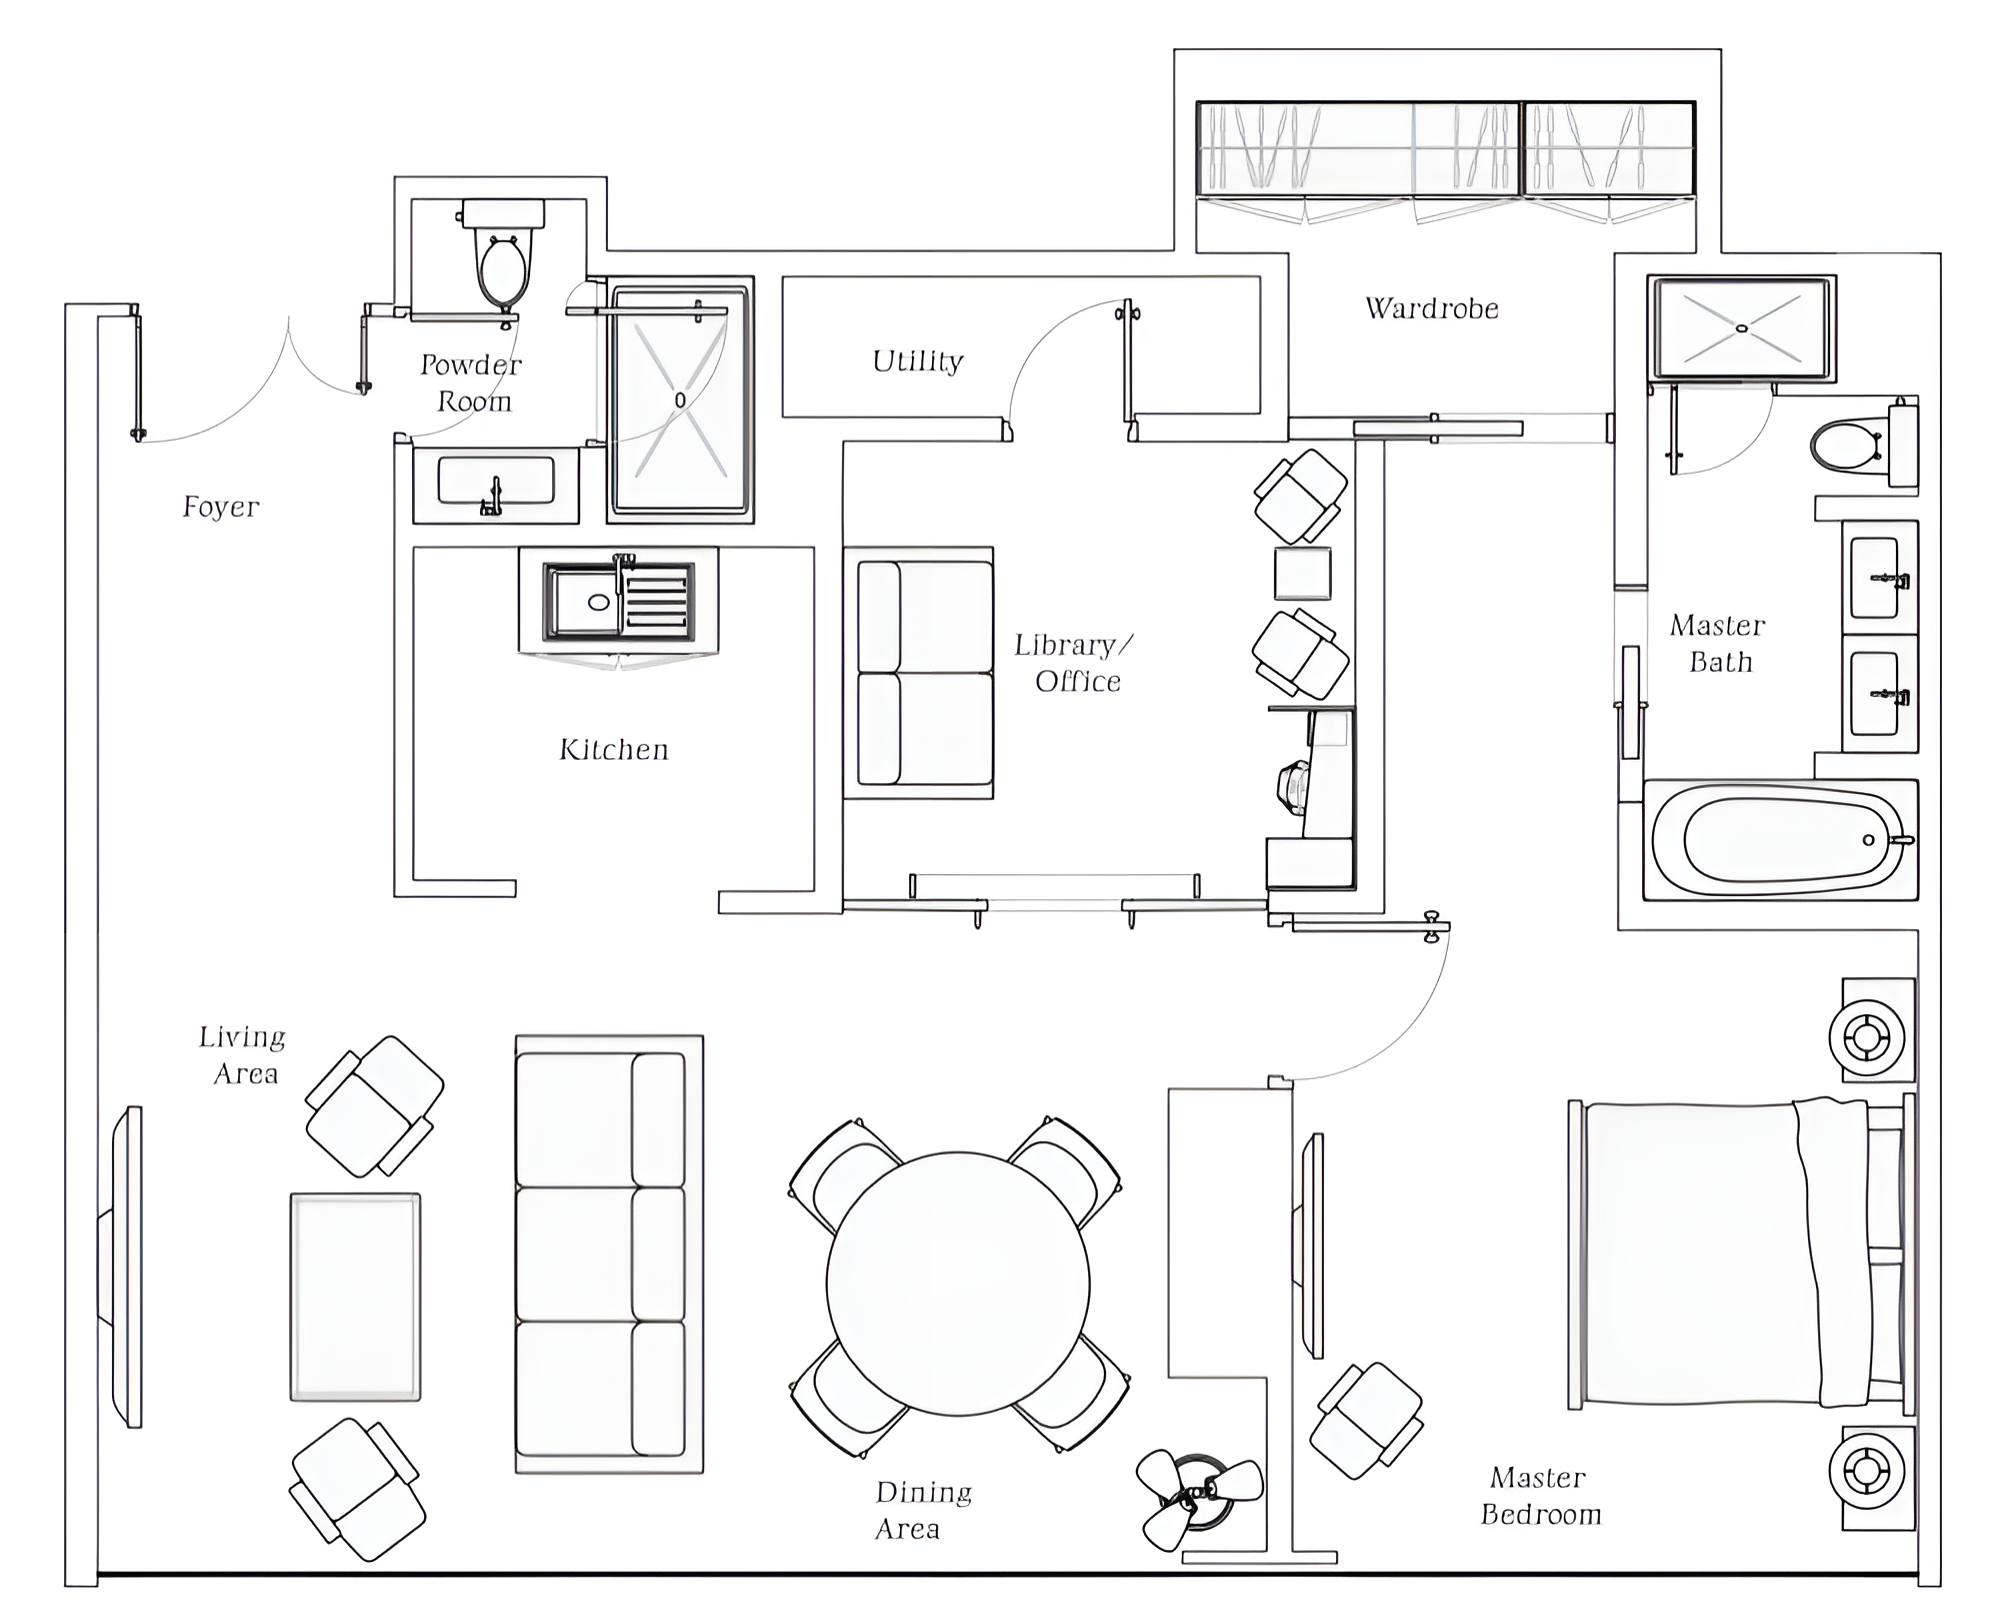 Wardrobe
Utility
Powder
Room
Foyer
Library/
Office
Master
Bath
Kitchen
Living
Area
Dining
Area
Master
Bedroom